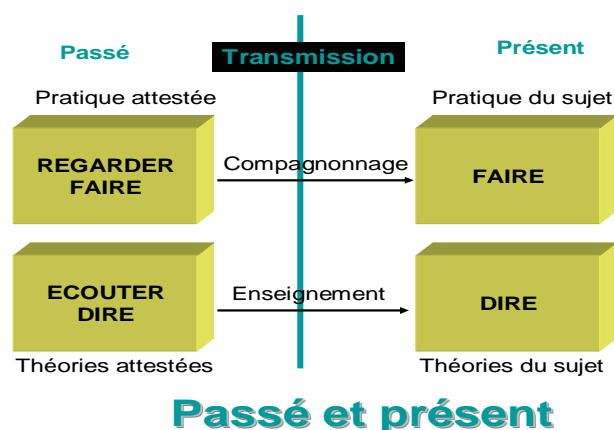 Passé
Transmission
Présent
Pratique attestée
Pratique du sujet
REGARDER
FAIRE
Compagnonnage
FAIRE
ECOUTER
DIRE
Enseignement
DIRE
Théories attestées
Théories du sujet
Passé et présent